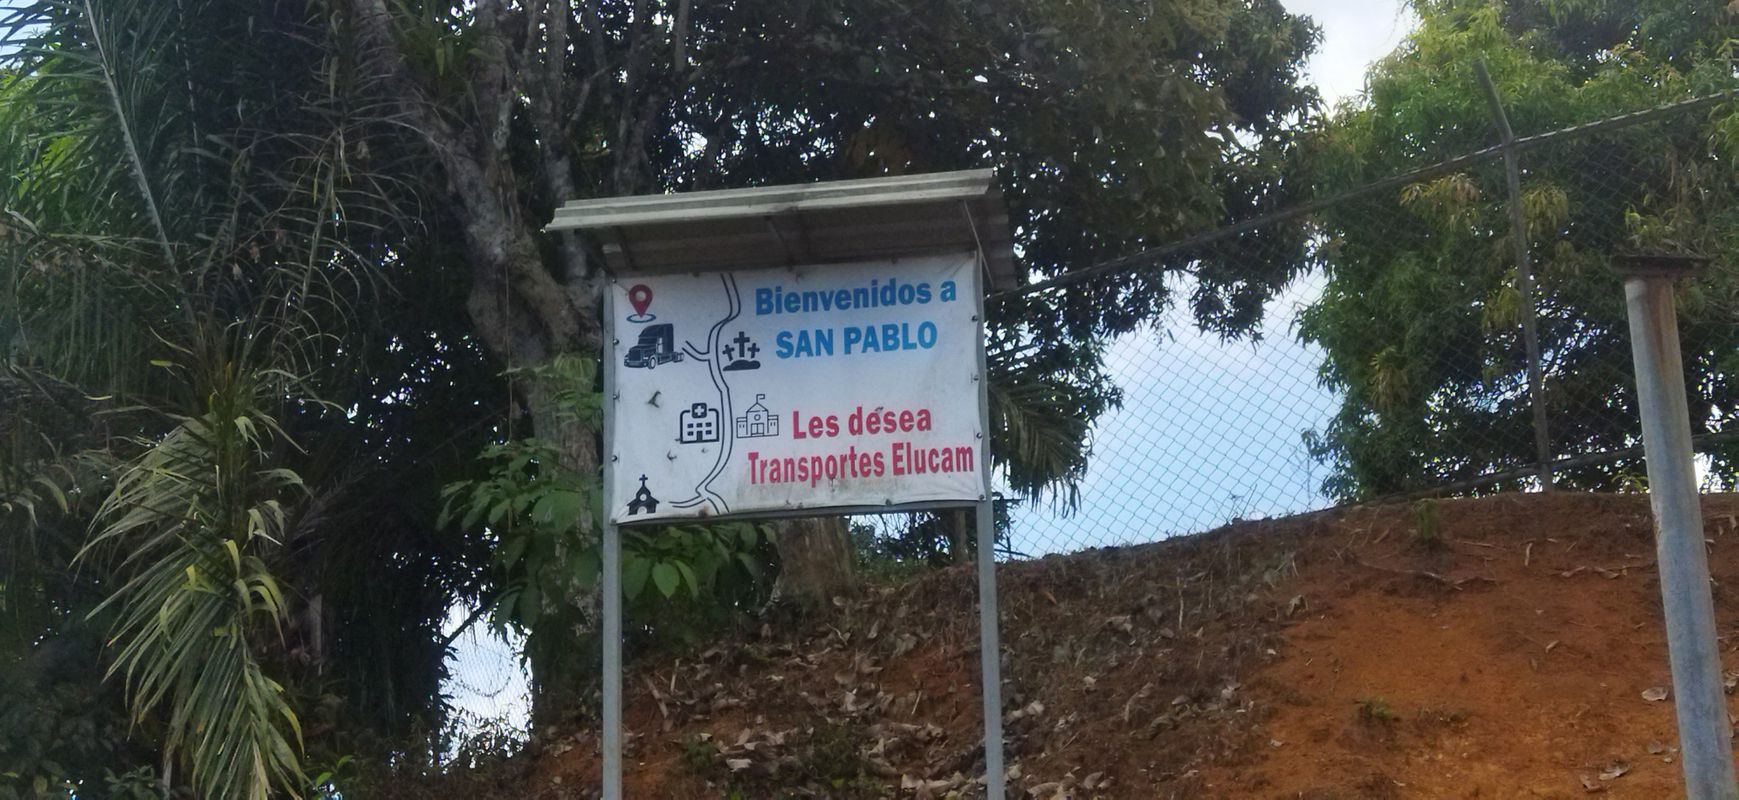 Bienvenidos a
SAN PABLO
Les desea
Transportes Elucam